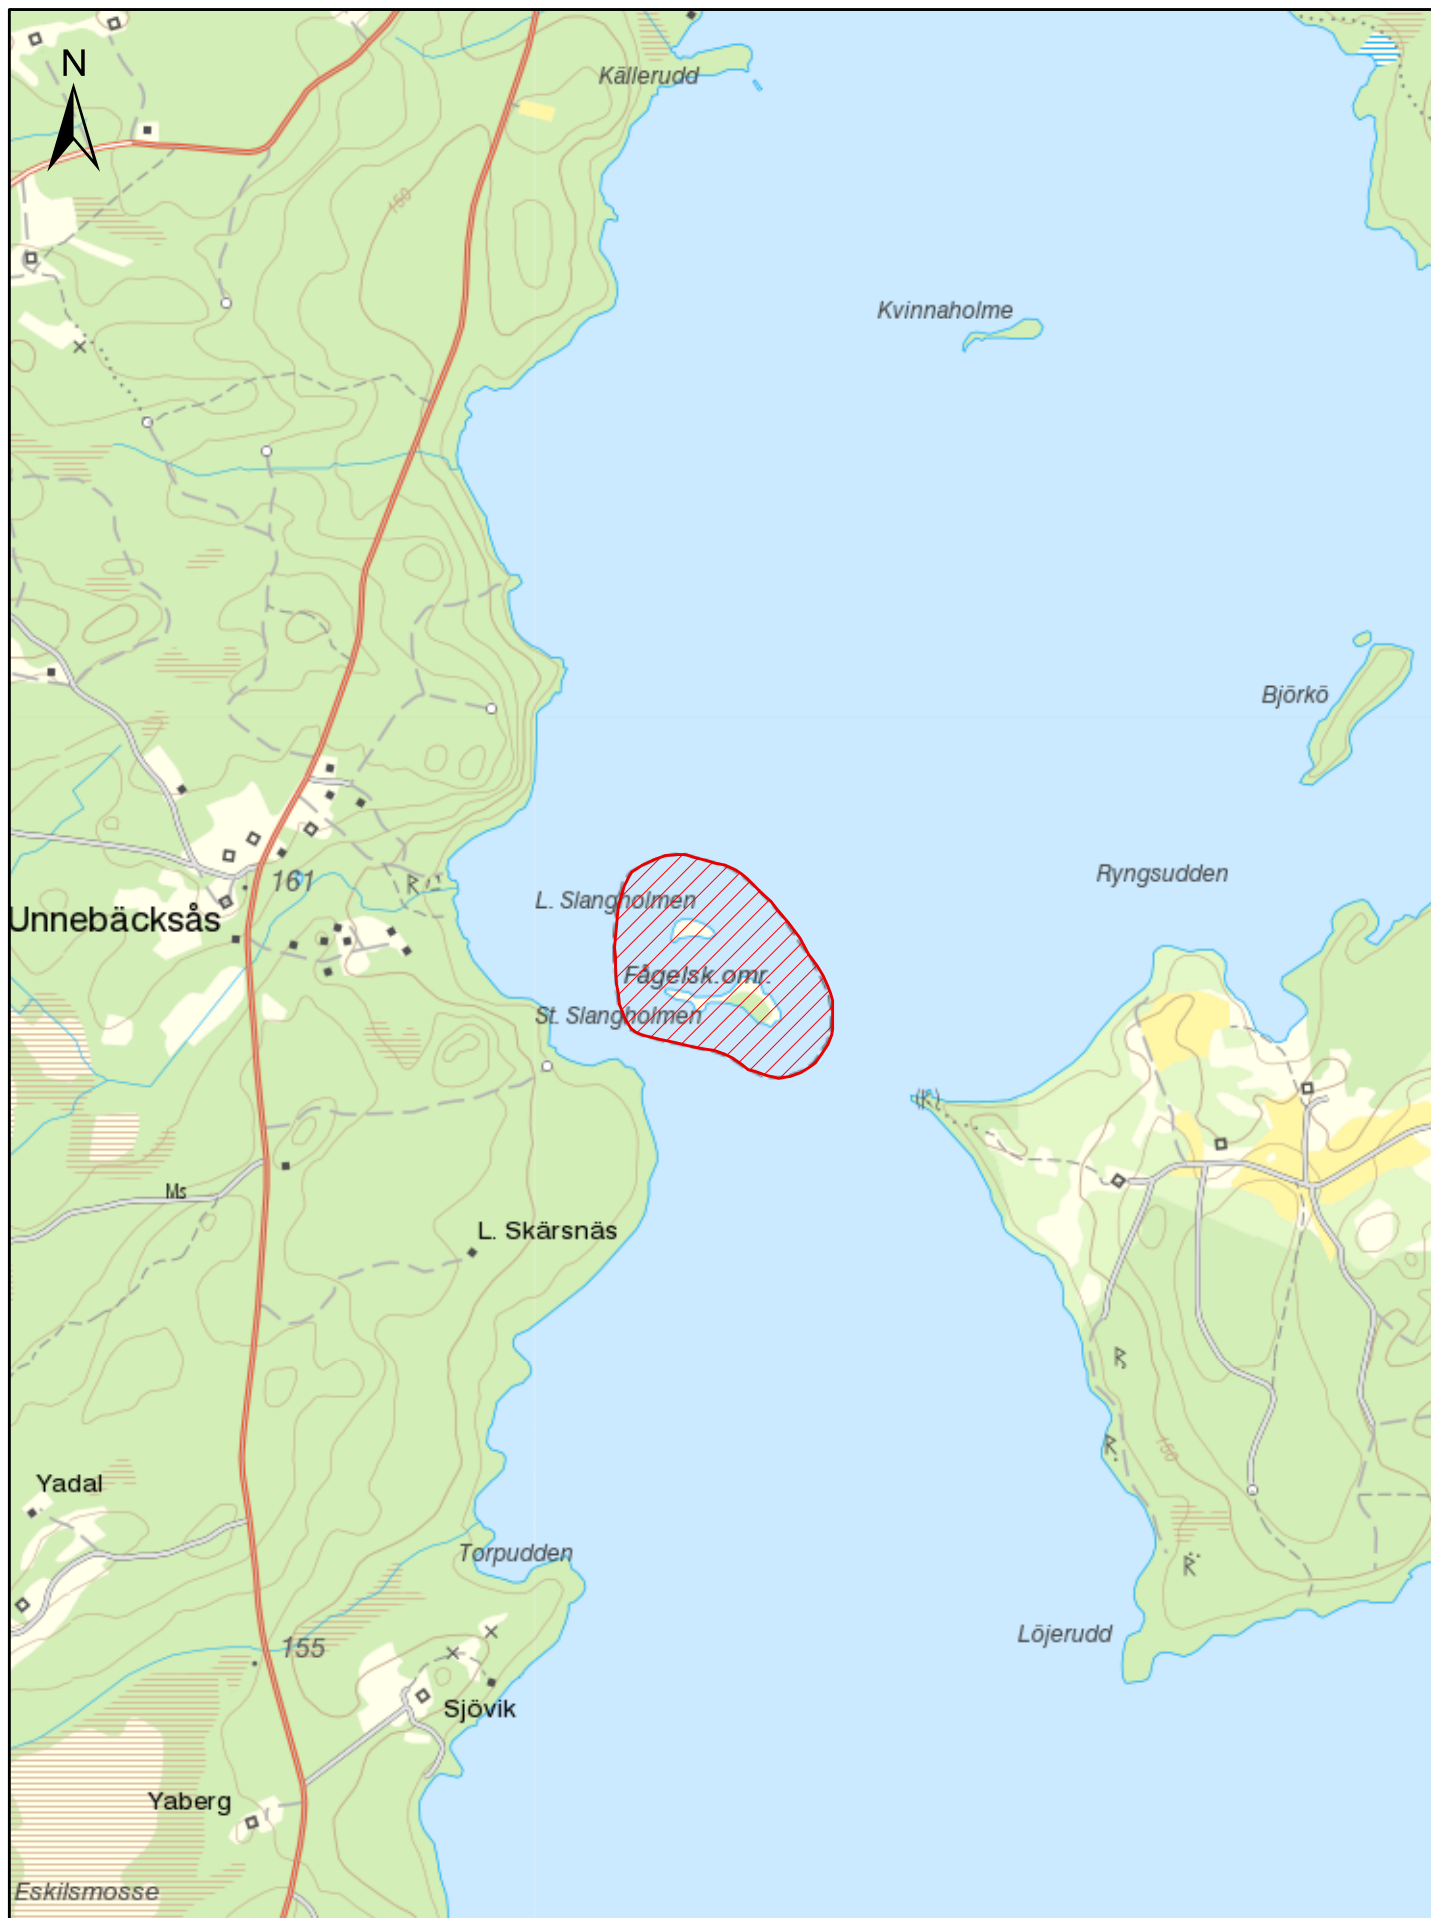 N
Källerudd
150
Kvinnaholme
Björkö
Ryngsudden
161
R
L. Slangholmen
Unnebäcksås
Fågelsk.omr.
St. Slangholmen
(K)
Ms
L. Skärsnäs
R
R
150
Yadal
Torpudden
R
155
Löjerudd
Sjövik
Yaberg
Eskilsmosse